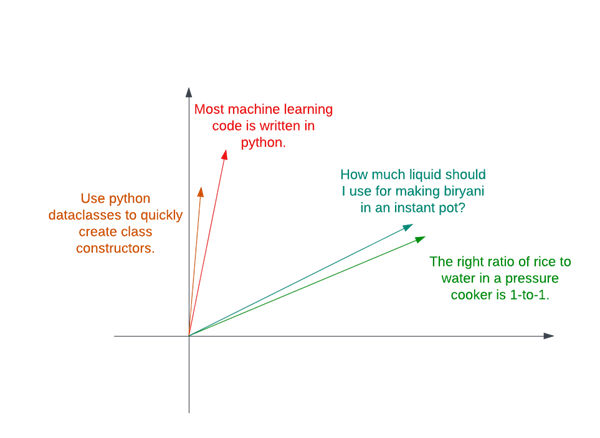 Most machine learning
code is written in
python.
How much liquid should
I use for making biryani
in an instant pot?
Use python
dataclasses to quickly
create class
constructors.
The right ratio of rice to
water in a pressure
cooker is 1-to-1.